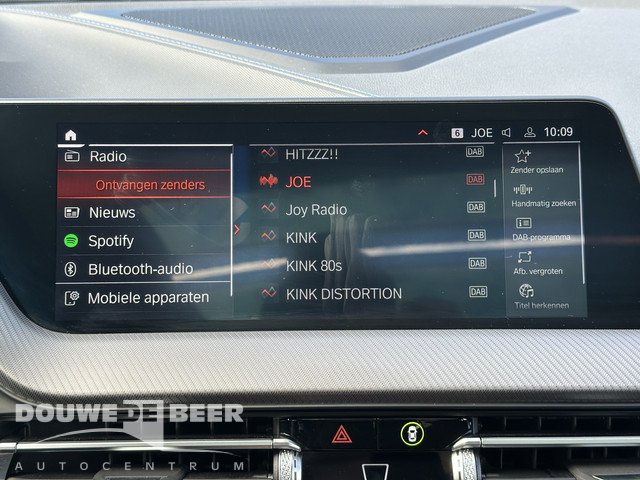 6 JOE 10:09
Radio
Ontvangen zenders
Nieuws
Spotify
Bluetooth-audio
Mobiele apparaten
HITZZZ!! DAB
JOE DAB
Joy Radio DAB
KINK DAB
KINK 80s DAB
KINK DISTORTION DAB
Zender opslaan
Handmatig zoeken
DAB-programma
Afb. vergroten
Titel herkennen
DOUWE DE BEER
AUTOCENTRUM